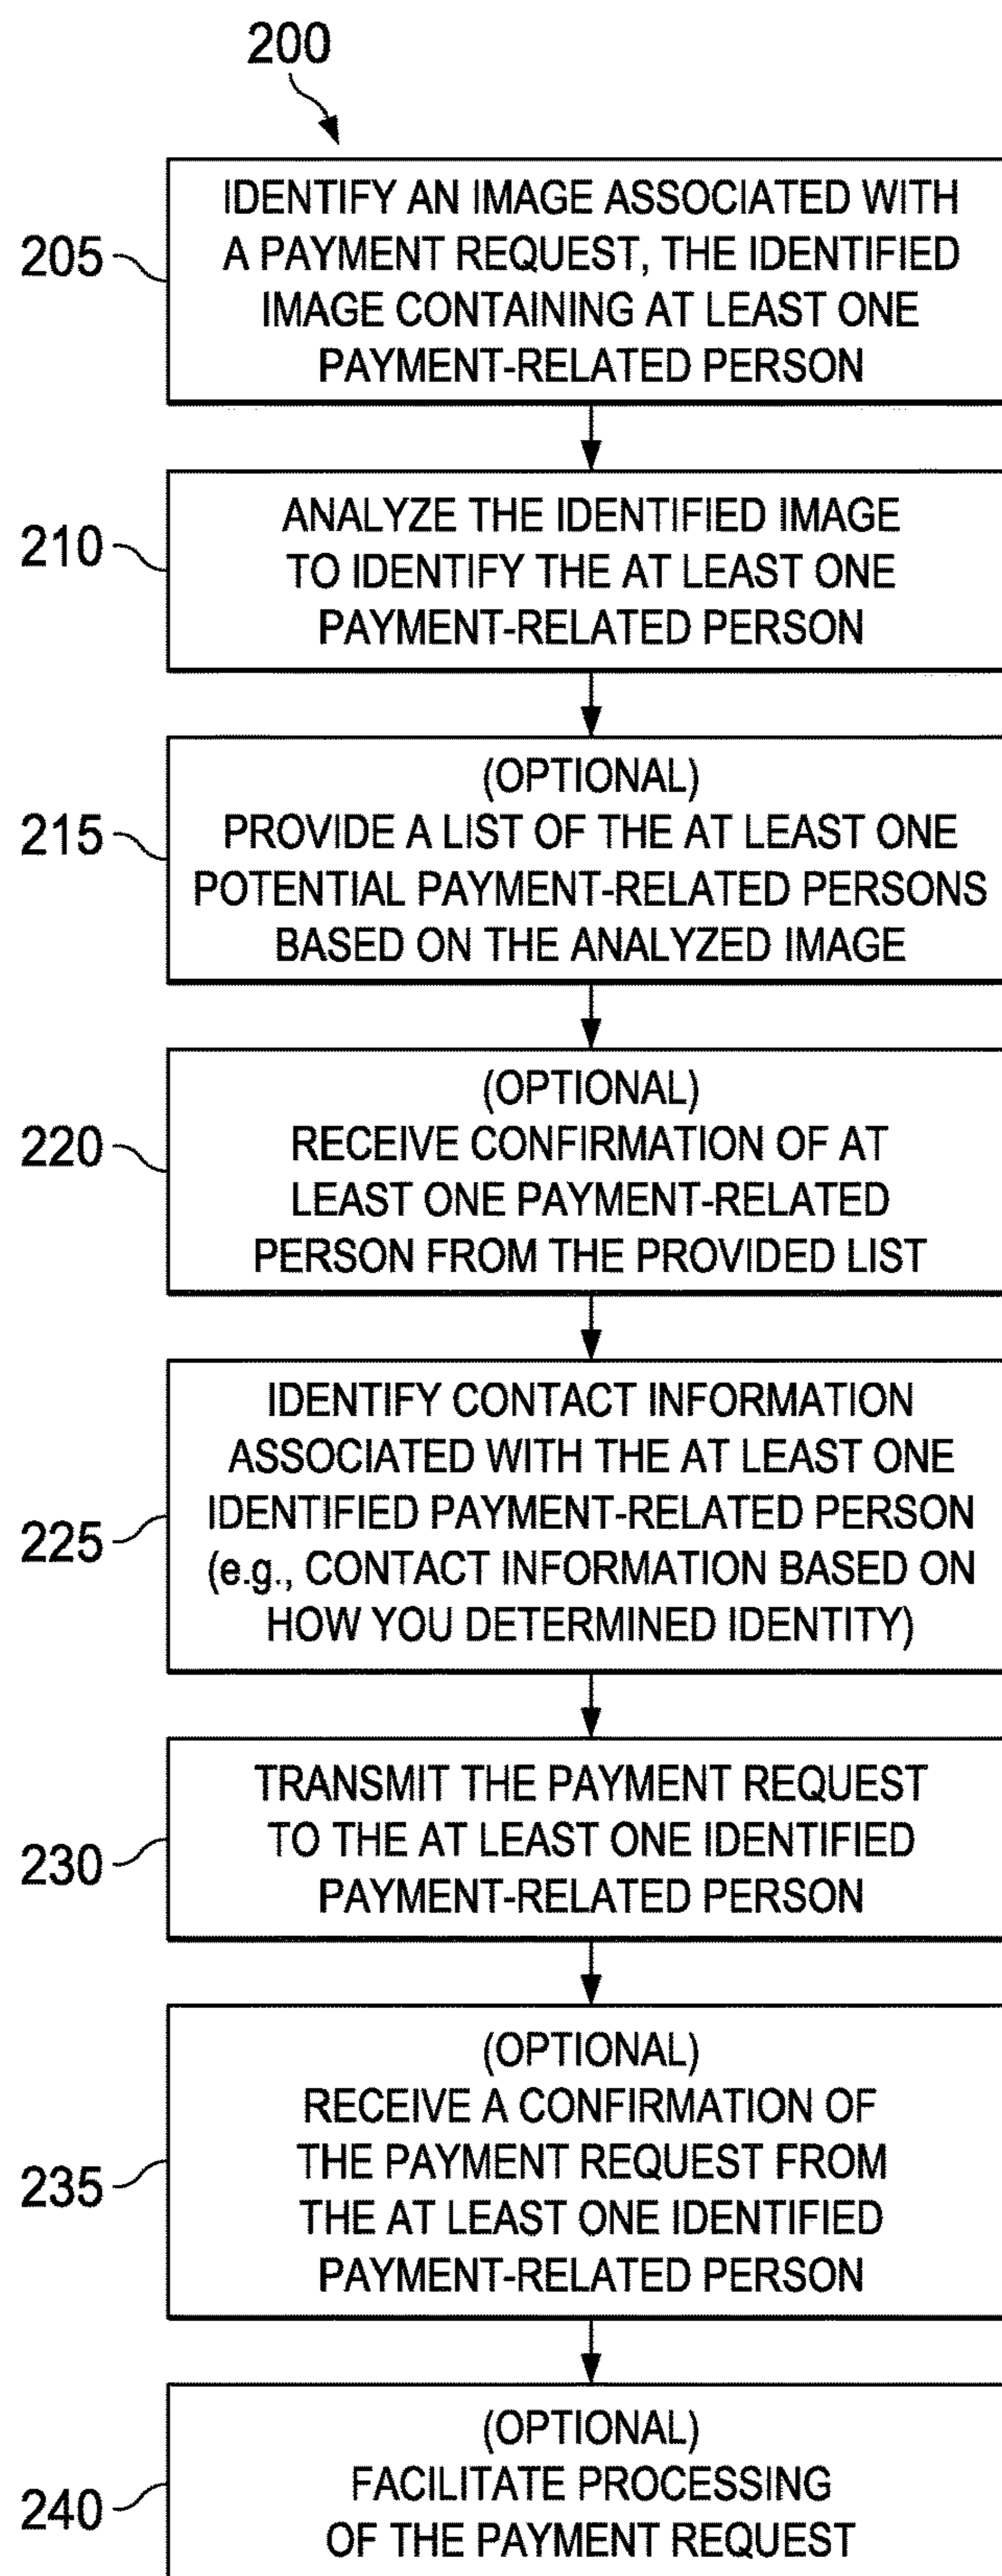 200
205
IDENTIFY AN IMAGE ASSOCIATED WITH
A PAYMENT REQUEST, THE IDENTIFIED
IMAGE CONTAINING AT LEAST ONE
PAYMENT-RELATED PERSON
210
ANALYZE THE IDENTIFIED IMAGE
TO IDENTIFY THE AT LEAST ONE
PAYMENT-RELATED PERSON
215
(OPTIONAL)
PROVIDE A LIST OF THE AT LEAST ONE
POTENTIAL PAYMENT-RELATED PERSONS
BASED ON THE ANALYZED IMAGE
220
(OPTIONAL)
RECEIVE CONFIRMATION OF AT
LEAST ONE PAYMENT-RELATED
PERSON FROM THE PROVIDED LIST
225
IDENTIFY CONTACT INFORMATION
ASSOCIATED WITH THE AT LEAST ONE
IDENTIFIED PAYMENT-RELATED PERSON
(e.g., CONTACT INFORMATION BASED ON
HOW YOU DETERMINED IDENTITY)
230
TRANSMIT THE PAYMENT REQUEST
TO THE AT LEAST ONE IDENTIFIED
PAYMENT-RELATED PERSON
235
(OPTIONAL)
RECEIVE A CONFIRMATION OF
THE PAYMENT REQUEST FROM
THE AT LEAST ONE IDENTIFIED
PAYMENT-RELATED PERSON
240
(OPTIONAL)
FACILITATE PROCESSING
OF THE PAYMENT REQUEST